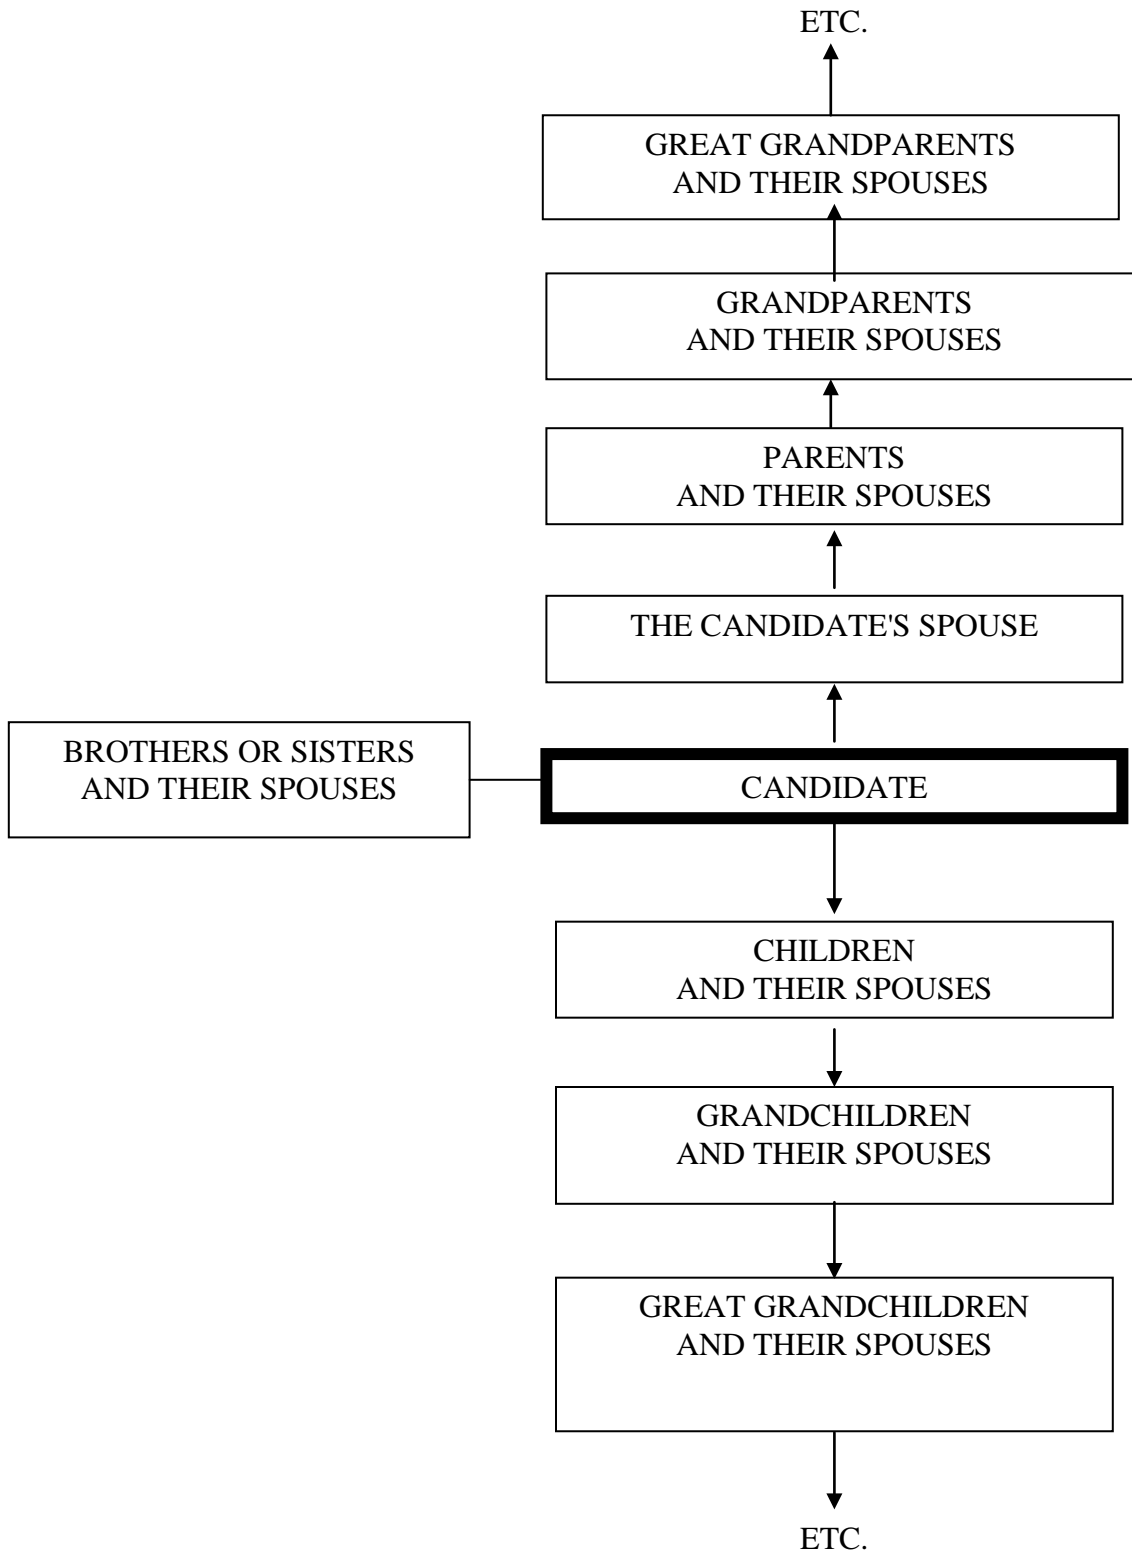 ETC.
GREAT GRANDPARENTS
AND THEIR SPOUSES
GRANDPARENTS
AND THEIR SPOUSES
PARENTS
AND THEIR SPOUSES
THE CANDIDATE'S SPOUSE
BROTHERS OR SISTERS
AND THEIR SPOUSES
CANDIDATE
CHILDREN
AND THEIR SPOUSES
GRANDCHILDREN
AND THEIR SPOUSES
GREAT GRANDCHILDREN
AND THEIR SPOUSES
ETC.